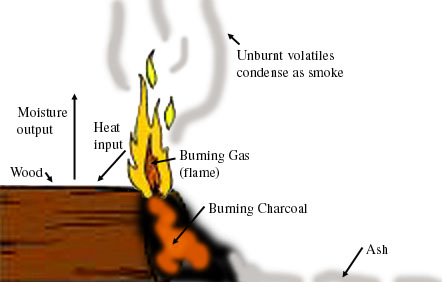 Unburnt volatiles
condense as smoke
Moisture
output
Heat
input
Burning Gas
(flame)
Wood
Burning Charcoal
Ash